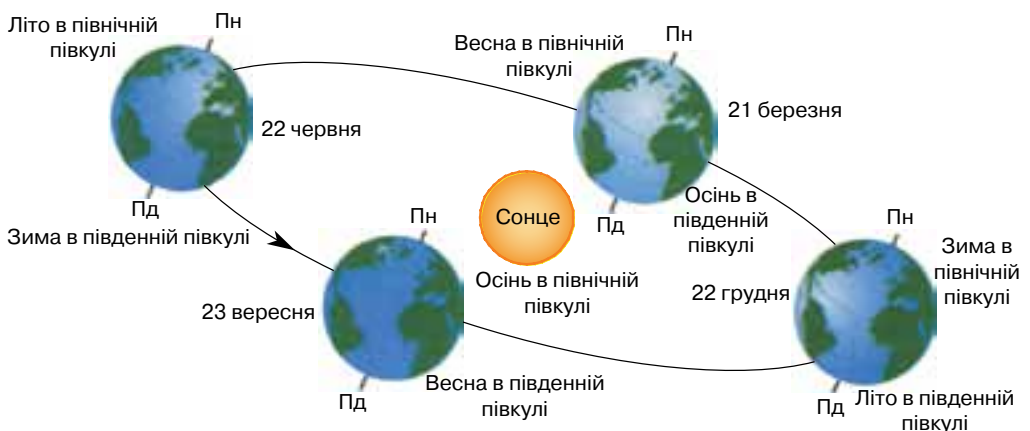 Літо в північній
півкулі
Пн
22 червня
Пд
Зима в південній півкулі
Весна в північній
півкулі
Пн
21 березня
Пд
Осінь в
південній
півкулі
Сонце
Пн
23 вересня
Осінь в північній
півкулі
Пд
Весна в південній
півкулі
Пн
Зима в
північній
півкулі
22 грудня
Пд
Літо в південній
півкулі